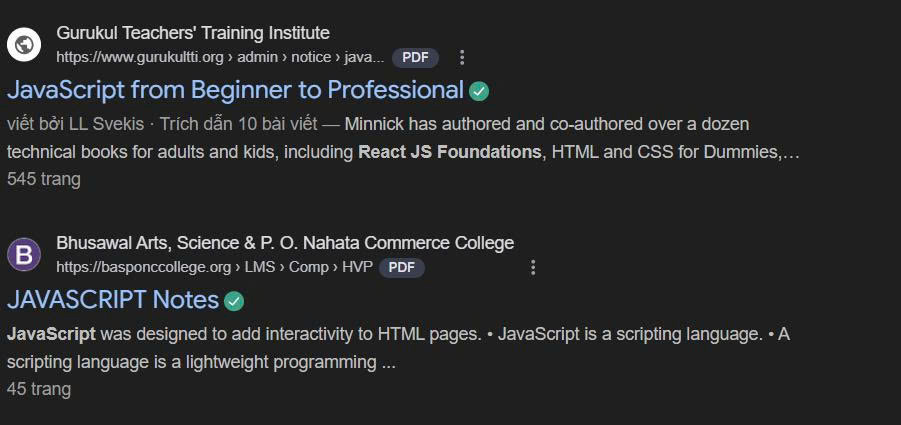 Gurukul Teachers' Training Institute
https://www.gurukultti.org › admin › notice › java... PDF
JavaScript from Beginner to Professional
viết bởi LL Svekis · Trích dẫn 10 bài viết — Minnick has authored and co-authored over a dozen
technical books for adults and kids, including React JS Foundations, HTML and CSS for Dummies,...
545 trang
B
Bhusawal Arts, Science & P. O. Nahata Commerce College
https://basponccollege.org › LMS › Comp › HVP PDF
JAVASCRIPT Notes
JavaScript was designed to add interactivity to HTML pages. • JavaScript is a scripting language. • A
scripting language is a lightweight programming ...
45 trang